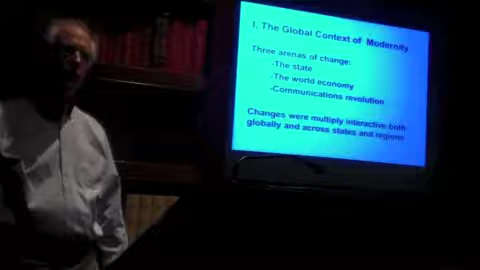 I. The Global Context of Modernity
Three arenas of change:
-The state
-The world economy
-Communications revolution
Changes were multiply interactive both
globally and across states and regions